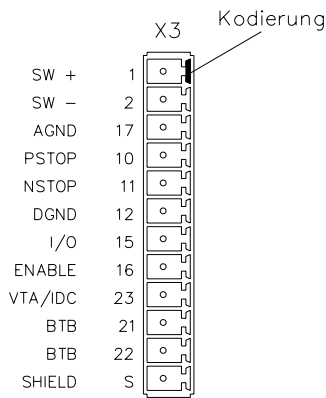 Kodierung
X3
SW + 1
SW - 2
AGND 17
PSTOP 10
NSTOP 11
DGND 12
I/O 15
ENABLE 16
VTA/IDC 23
BTB 21
BTB 22
SHIELD S